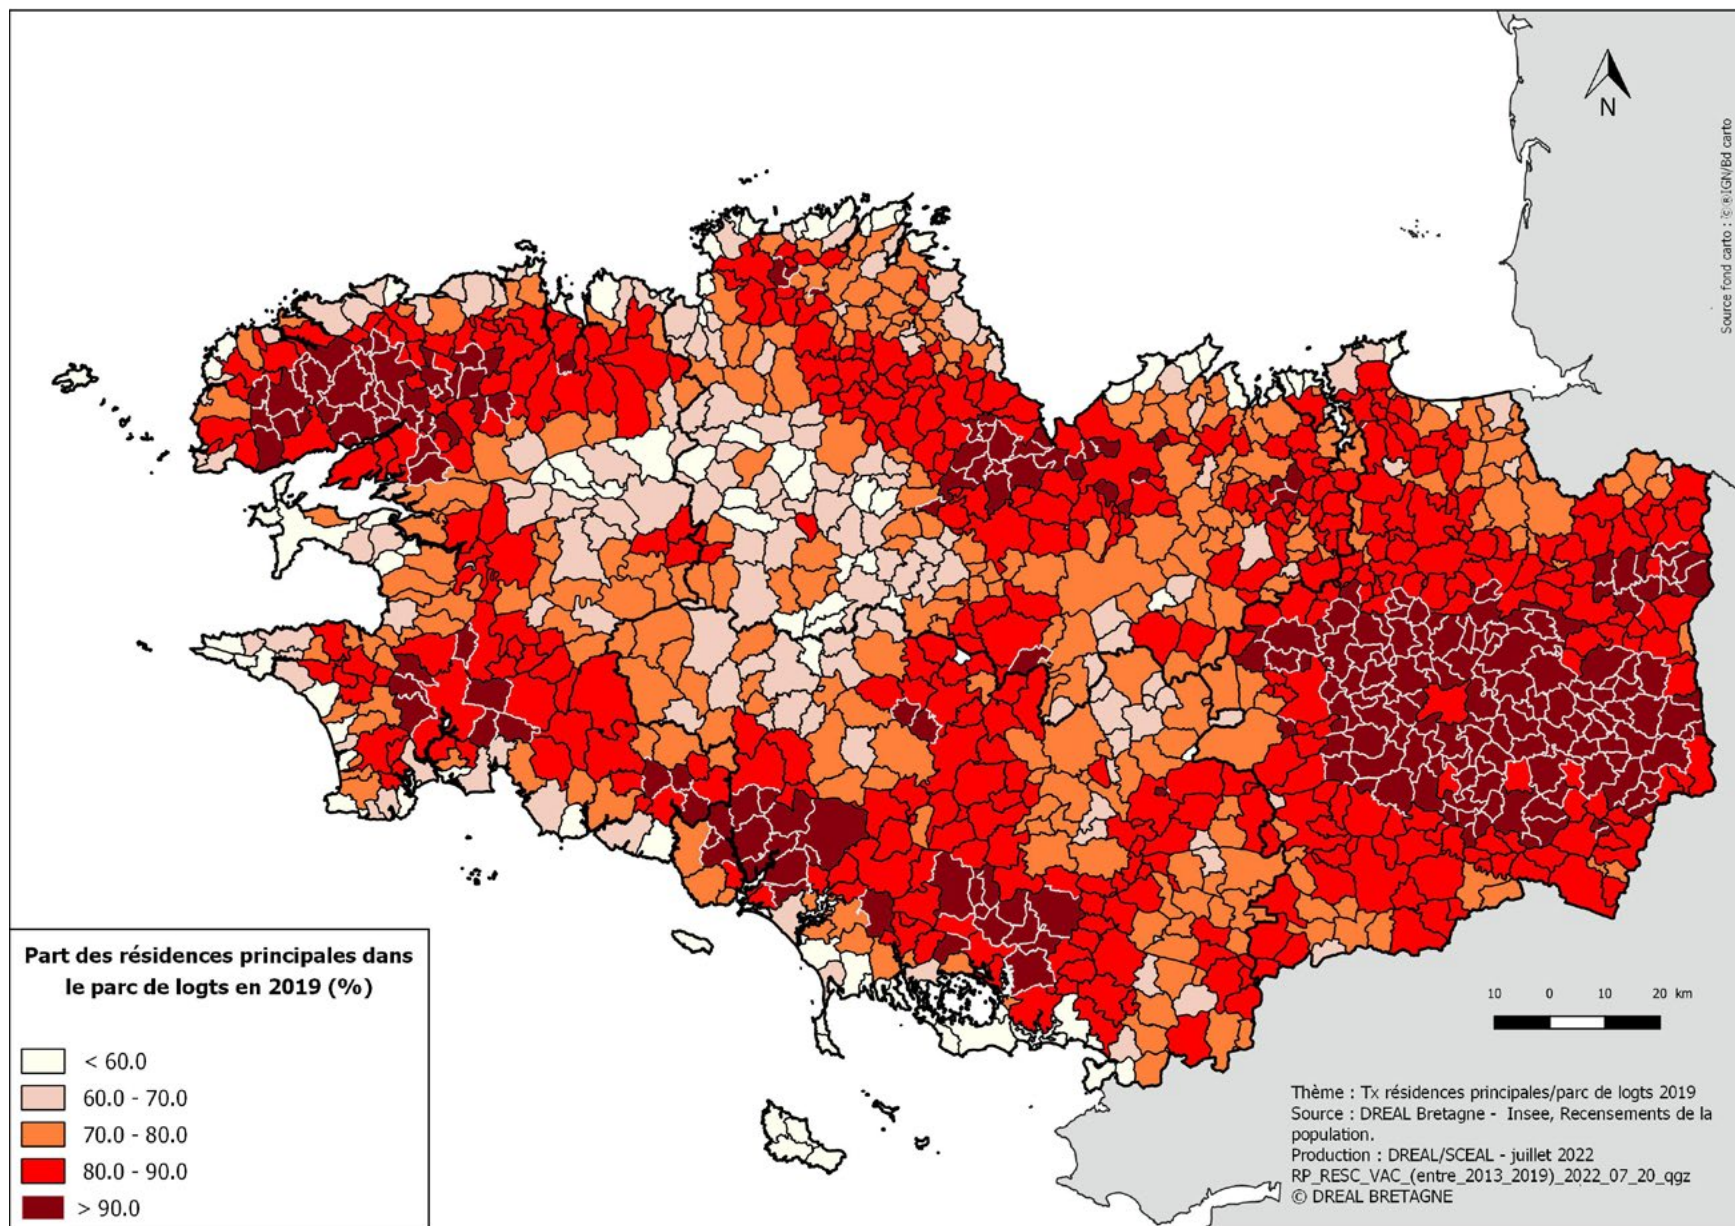 N
Source fond carto : ©®IGN/Bd carto
Part des résidences principales dans
le parc de logts en 2019 (%)
< 60.0
60.0 - 70.0
70.0 - 80.0
80.0 - 90.0
> 90.0
10 0 10 20 km
Thème : Tx résidences principales/parc de logts 2019
Source : DREAL Bretagne - Insee, Recensements de la
population.
Production : DREAL/SCEAL - juillet 2022
RP_RESC_VAC_(entre_2013_2019)_2022_07_20_qgz
© DREAL BRETAGNE